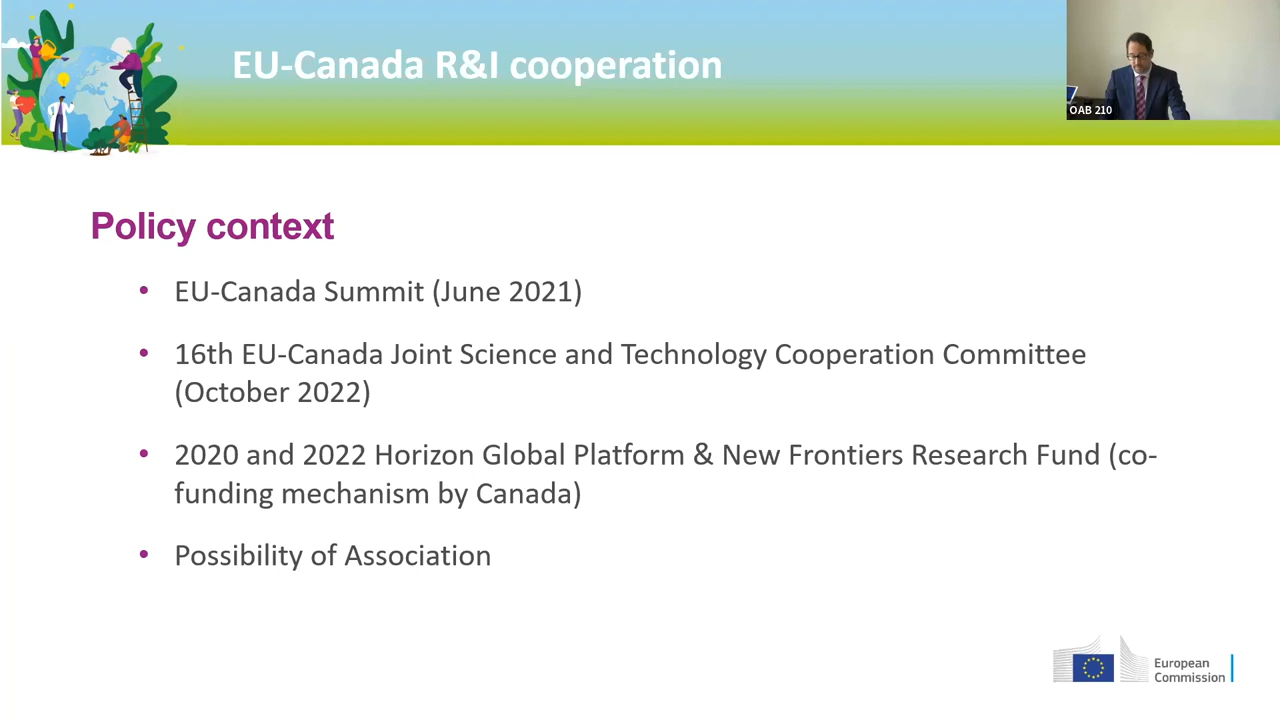 EU-Canada R&I cooperation
OAB 210
Policy context
• EU-Canada Summit (June 2021)
• 16th EU-Canada Joint Science and Technology Cooperation Committee
(October 2022)
• 2020 and 2022 Horizon Global Platform & New Frontiers Research Fund (co-
funding mechanism by Canada)
• Possibility of Association
European
Commission